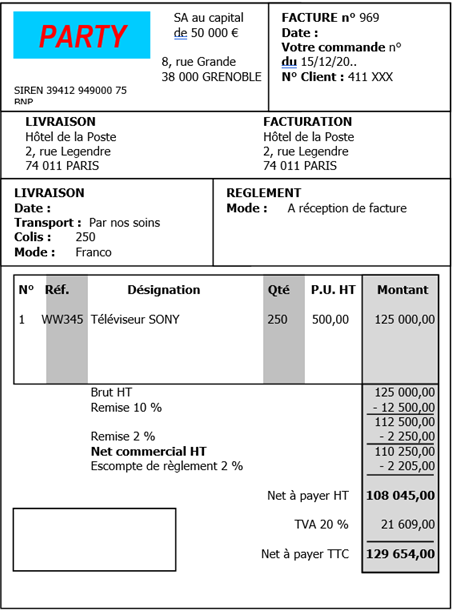 PARTY
SA au capital
de 50 000 €
8, rue Grande
38 000 GRENOBLE
SIREN 39412 949000 75
BNP
FACTURE n° 969
Date :
Votre commande n°
du 15/12/20..
N° Client : 411 XXX
LIVRAISON
Hôtel de la Poste
2, rue Legendre
74 011 PARIS
FACTURATION
Hôtel de la Poste
2, rue Legendre
74 011 PARIS
LIVRAISON
Date :
Transport : Par nos soins
Colis : 250
Mode : Franco
REGLEMENT
Mode : A réception de facture
N° Réf. Désignation Qté P.U. HT Montant
1 WW345 Téléviseur SONY 250 500,00 125 000,00
Brut HT 125 000,00
Remise 10 % - 12 500,00
112 500,00
Remise 2 % - 2 250,00
Net commercial HT 110 250,00
Escompte de règlement 2 % - 2 205,00
Net à payer HT 108 045,00
TVA 20 % 21 609,00
Net à payer TTC 129 654,00